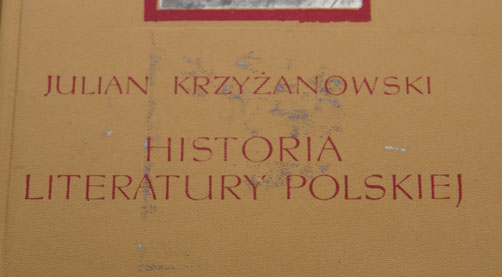 JULIAN KRZYŻANOWSKI
HISTORIA
LITERATURY POLSKIEJ